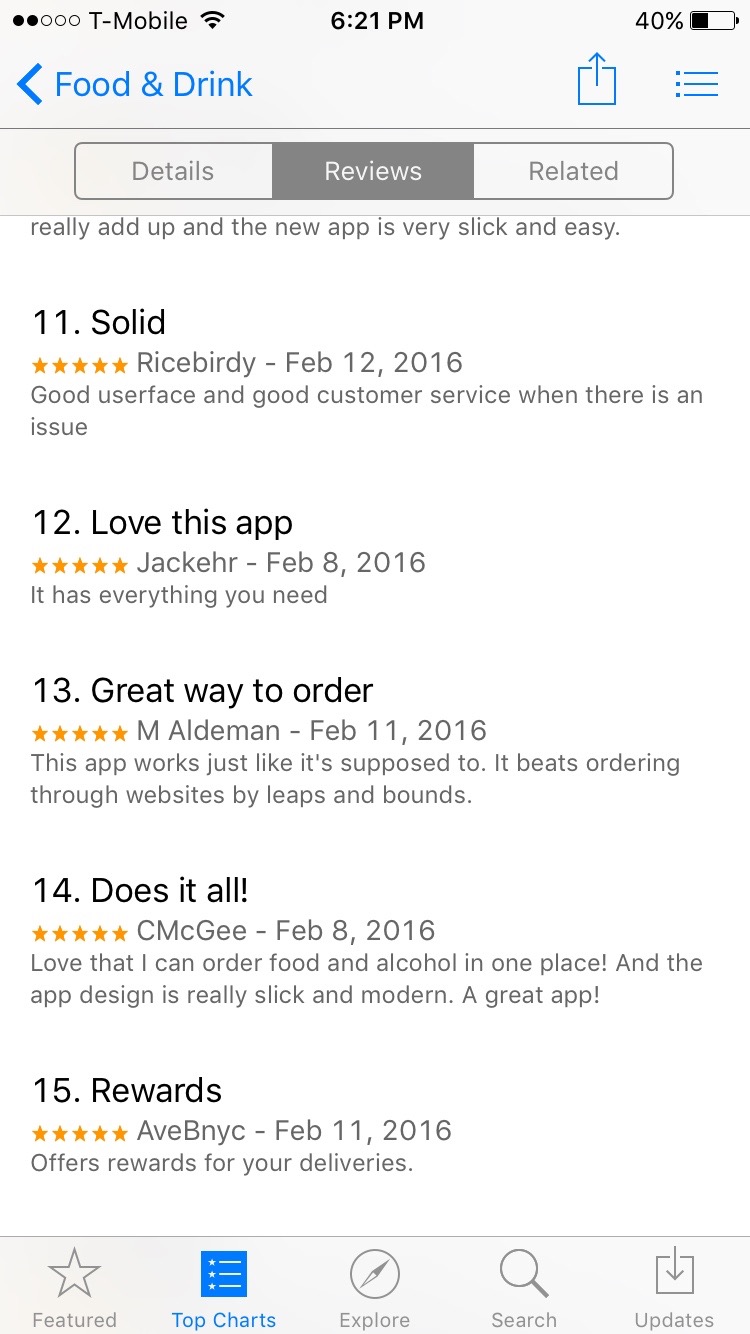 T-Mobile 6:21 PM 40%
Food & Drink
Details Reviews Related
really add up and the new app is very slick and easy.
11. Solid
Ricebirdy - Feb 12, 2016
Good userface and good customer service when there is an
issue
12. Love this app
Jackehr - Feb 8, 2016
It has everything you need
13. Great way to order
M Aldeman - Feb 11, 2016
This app works just like it's supposed to. It beats ordering
through websites by leaps and bounds.
14. Does it all!
CMcGee - Feb 8, 2016
Love that I can order food and alcohol in one place! And the
app design is really slick and modern. A great app!
15. Rewards
AveBnyc - Feb 11, 2016
Offers rewards for your deliveries.
Featured Top Charts Explore Search Updates